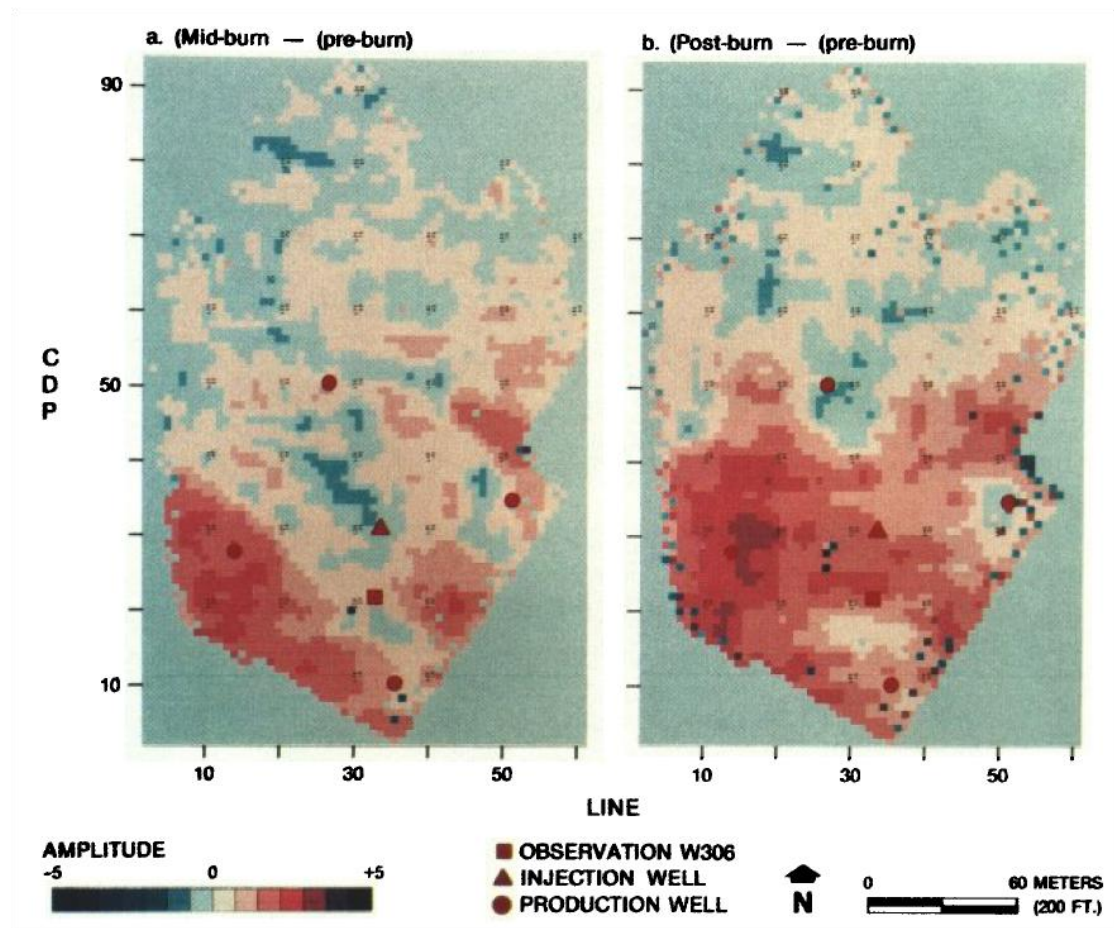 a. (Mid-burn — (pre-burn)
b. (Post-burn — (pre-burn)
90
C
D
P
50
10
10 30 50
10 30 50
LINE
AMPLITUDE
-5 0 +5
OBSERVATION W306
INJECTION WELL
PRODUCTION WELL
N
0 60 METERS
(200 FT.)